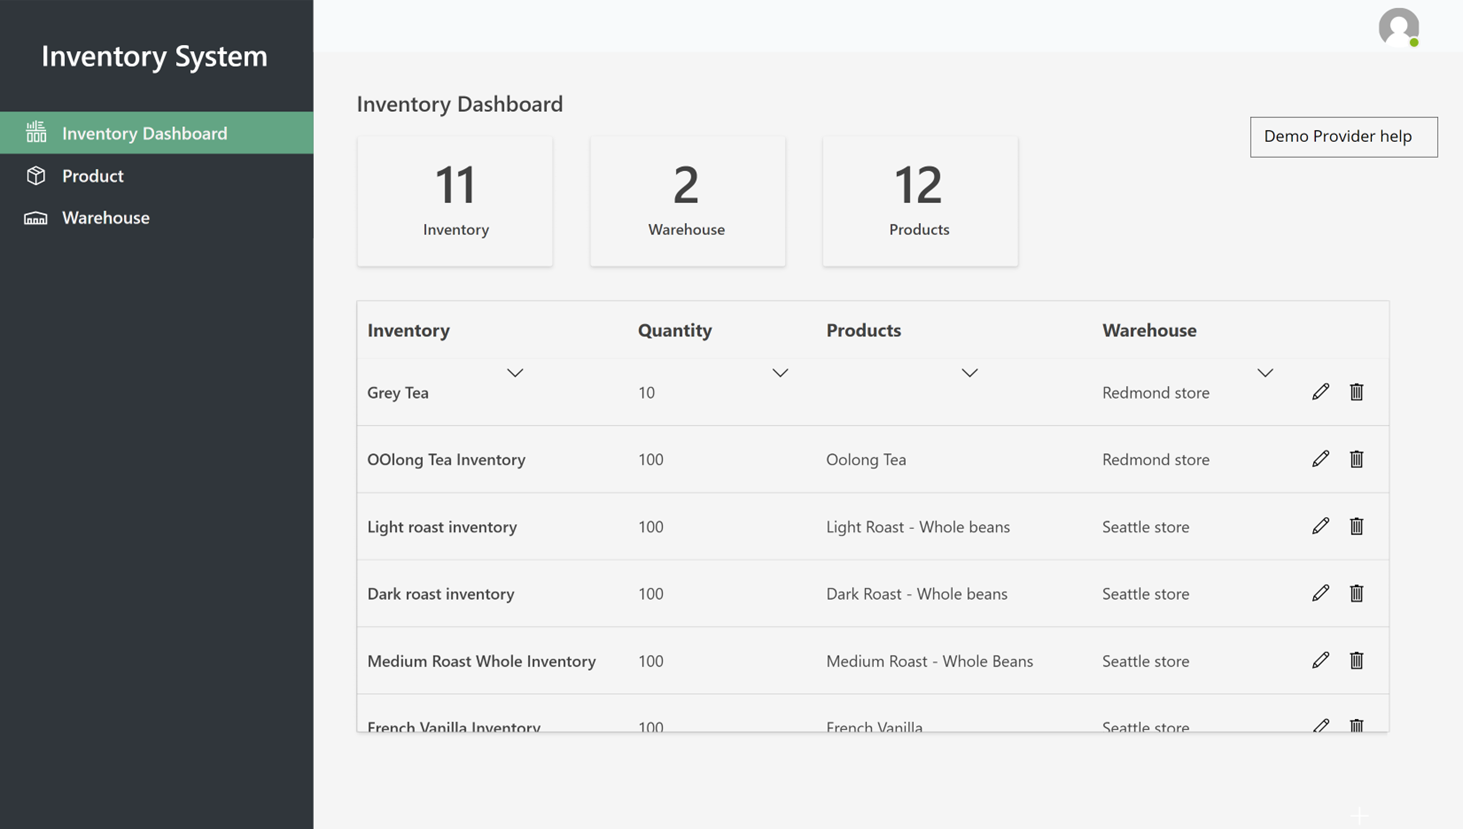 Inventory System
Inventory Dashboard
Product
Warehouse
Inventory Dashboard
Demo Provider help
11
Inventory
2
Warehouse
12
Products
Inventory Quantity Products Warehouse
Grey Tea 10 Redmond store
OOlong Tea Inventory 100 Oolong Tea Redmond store
Light roast inventory 100 Light Roast - Whole beans Seattle store
Dark roast inventory 100 Dark Roast - Whole beans Seattle store
Medium Roast Whole Inventory 100 Medium Roast - Whole Beans Seattle store
French Vanilla Inventory 100 French Vanilla Seattle store